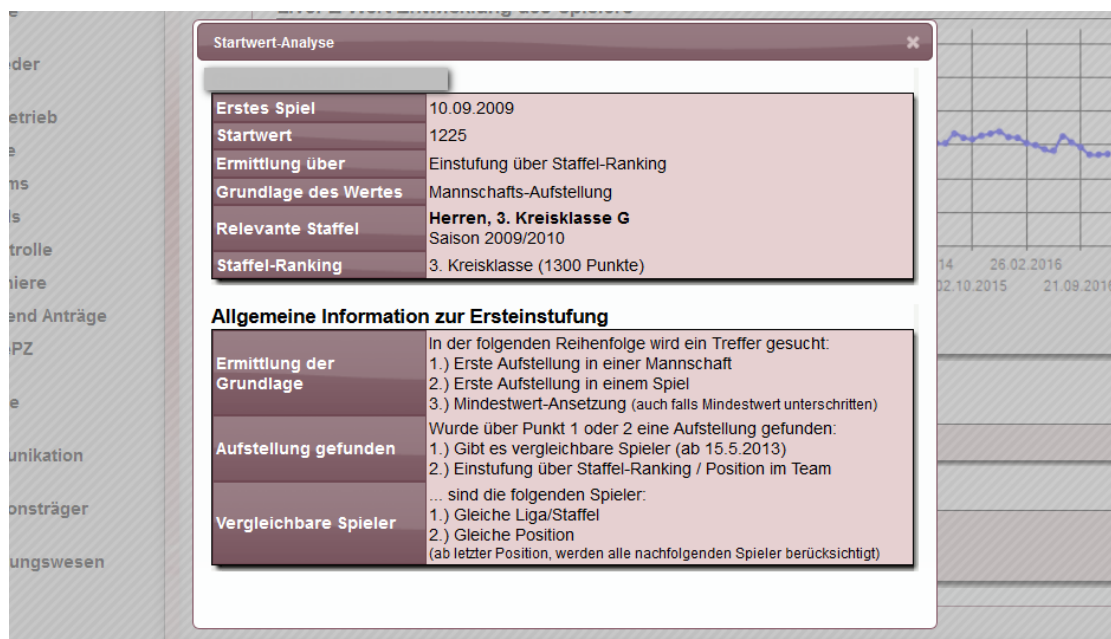 Startwert-Analyse
Erstes Spiel 10.09.2009
Startwert 1225
Ermittlung über Einstufung über Staffel-Ranking
Grundlage des Wertes Mannschafts-Aufstellung
Relevante Staffel Herren, 3. Kreisklasse G
Saison 2009/2010
Staffel-Ranking 3. Kreisklasse (1300 Punkte)
Allgemeine Information zur Ersteinstufung
Ermittlung der Grundlage
In der folgenden Reihenfolge wird ein Treffer gesucht:
1.) Erste Aufstellung in einer Mannschaft
2.) Erste Aufstellung in einem Spiel
3.) Mindestwert-Ansetzung (auch falls Mindestwert unterschritten)
Aufstellung gefunden
Wurde über Punkt 1 oder 2 eine Aufstellung gefunden:
1.) Gibt es vergleichbare Spieler (ab 15.5.2013)
2.) Einstufung über Staffel-Ranking / Position im Team
Vergleichbare Spieler
... sind die folgenden Spieler:
1.) Gleiche Liga/Staffel
2.) Gleiche Position
(ab letzter Position, werden alle nachfolgenden Spieler berücksichtigt)
eder
etrieb
ms
ls
trolle
niere
end Anträge
PZ
unikation
onsträger
ungswesen
14 26.02.2016
02.10.2015 21.09.2016